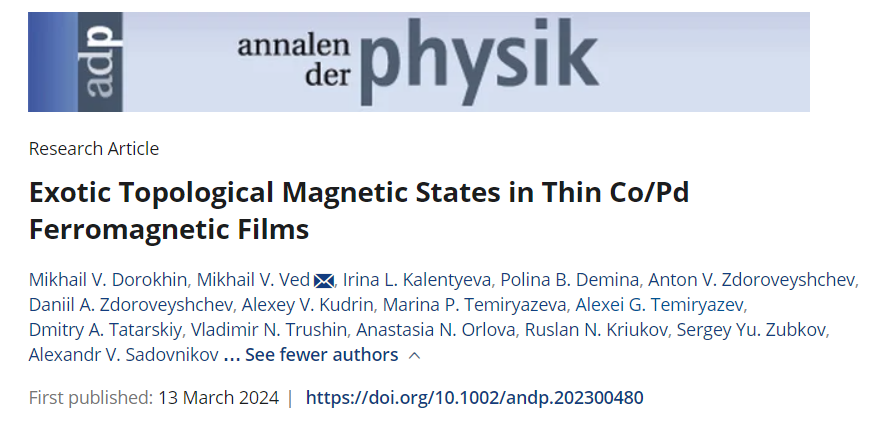 adp
annalen
der physik
Research Article
Exotic Topological Magnetic States in Thin Co/Pd
Ferromagnetic Films
Mikhail V. Dorokhin, Mikhail V. Ved, Irina L. Kalentyeva, Polina B. Demina, Anton V. Zdoroveyshchev,
Daniil A. Zdoroveyshchev, Alexey V. Kudrin, Marina P. Temiryazeva, Alexei G. Temiryazev,
Dmitry A. Tatarskiy, Vladimir N. Trushin, Anastasia N. Orlova, Ruslan N. Kriukov, Sergey Yu. Zubkov,
Alexandr V. Sadovnikov ... See fewer authors
First published: 13 March 2024 | https://doi.org/10.1002/andp.202300480